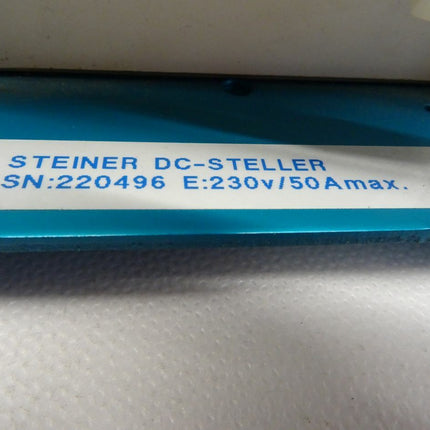 STEINER DC-STELLER
SN:220496 E:230v/50Amax.